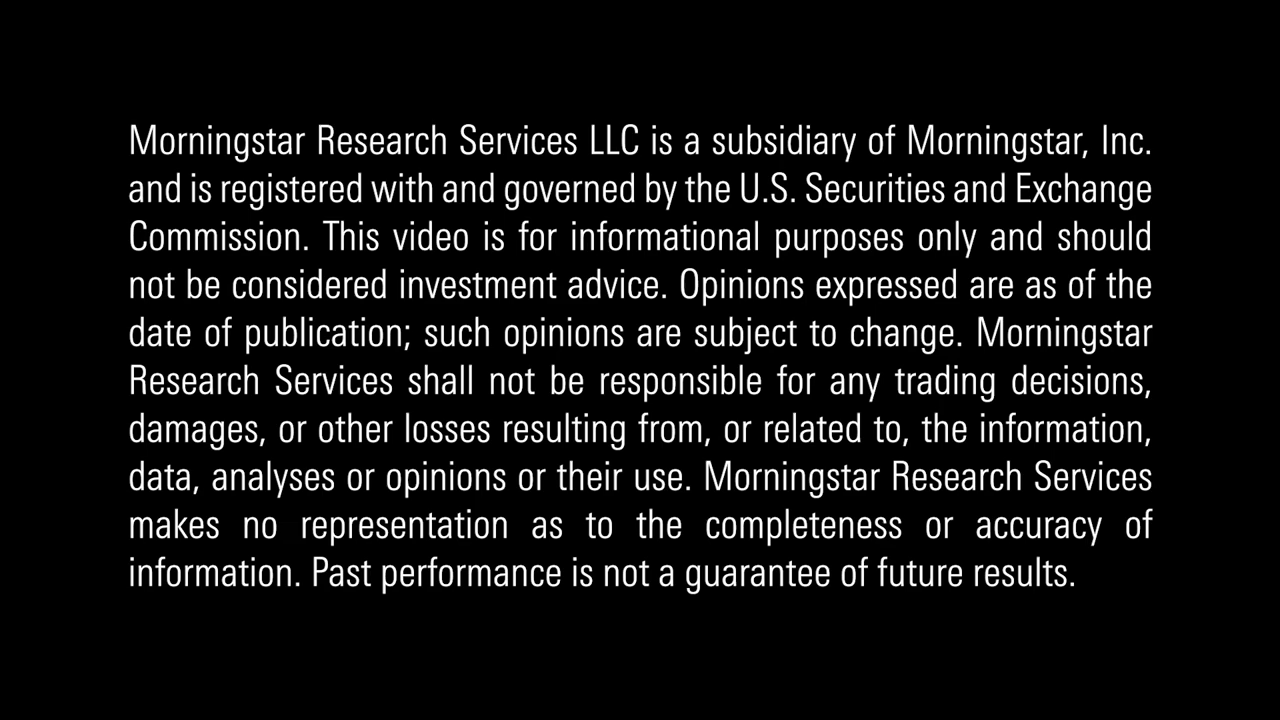 Morningstar Research Services LLC is a subsidiary of Morningstar, Inc.
and is registered with and governed by the U.S. Securities and Exchange
Commission. This video is for informational purposes only and should
not be considered investment advice. Opinions expressed are as of the
date of publication; such opinions are subject to change. Morningstar
Research Services shall not be responsible for any trading decisions,
damages, or other losses resulting from, or related to, the information,
data, analyses or opinions or their use. Morningstar Research Services
makes no representation as to the completeness or accuracy of
information. Past performance is not a guarantee of future results.